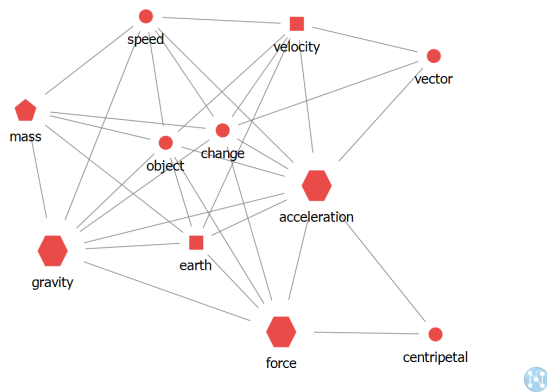 speed
velocity
vector
mass
change
object
acceleration
earth
gravity
force
centripetal